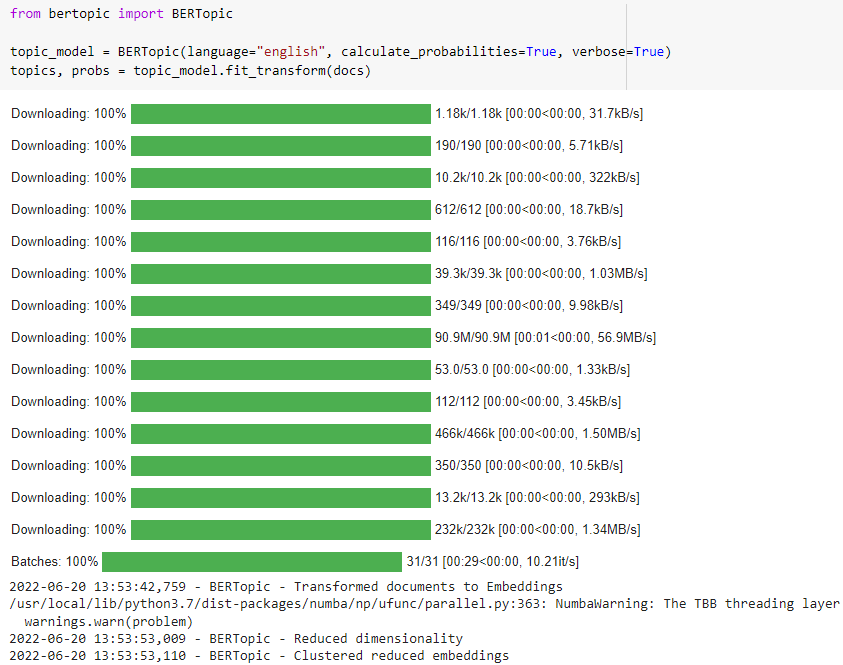 from bertopic import BERTopic
topic_model = BERTopic(language="english", calculate_probabilities=True, verbose=True)
topics, probs = topic_model.fit_transform(docs)
Downloading: 100% 1.18k/1.18k [00:00<00:00, 31.7kB/s]
Downloading: 100% 190/190 [00:00<00:00, 5.71kB/s]
Downloading: 100% 10.2k/10.2k [00:00<00:00, 322kB/s]
Downloading: 100% 612/612 [00:00<00:00, 18.7kB/s]
Downloading: 100% 116/116 [00:00<00:00, 3.76kB/s]
Downloading: 100% 39.3k/39.3k [00:00<00:00, 1.03MB/s]
Downloading: 100% 349/349 [00:00<00:00, 9.98kB/s]
Downloading: 100% 90.9M/90.9M [00:01<00:00, 56.9MB/s]
Downloading: 100% 53.0/53.0 [00:00<00:00, 1.33kB/s]
Downloading: 100% 112/112 [00:00<00:00, 3.45kB/s]
Downloading: 100% 466k/466k [00:00<00:00, 1.50MB/s]
Downloading: 100% 350/350 [00:00<00:00, 10.5kB/s]
Downloading: 100% 13.2k/13.2k [00:00<00:00, 293kB/s]
Downloading: 100% 232k/232k [00:00<00:00, 1.34MB/s]
Batches: 100% 31/31 [00:29<00:00, 10.21it/s]
2022-06-20 13:53:42,759 - BERTopic - Transformed documents to Embeddings
/usr/local/lib/python3.7/dist-packages/numba/np/ufunc/parallel.py:363: NumbaWarning: The TBB threading layer
warnings.warn(problem)
2022-06-20 13:53:53,009 - BERTopic - Reduced dimensionality
2022-06-20 13:53:53,110 - BERTopic - Clustered reduced embeddings